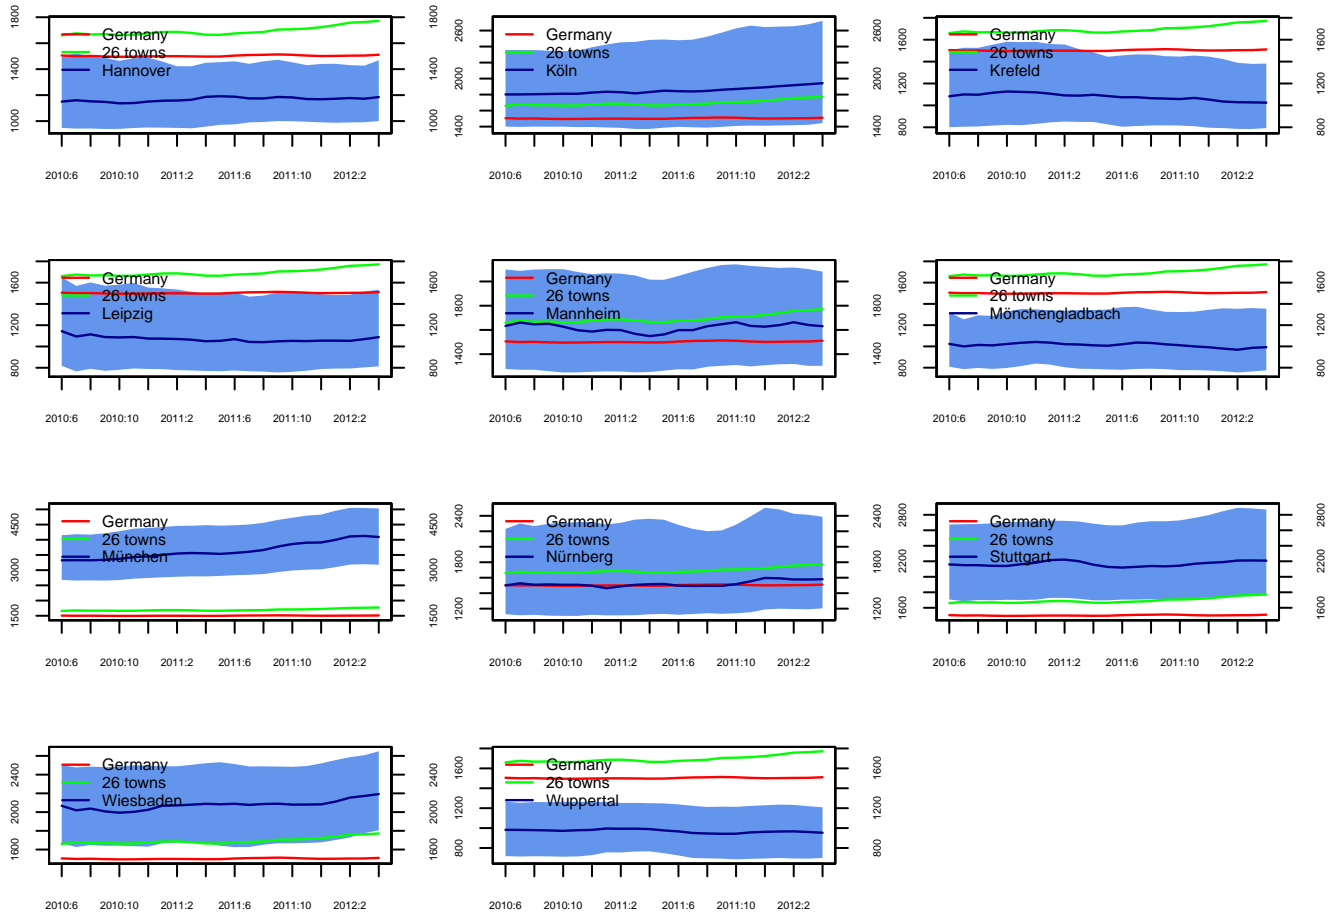 1000 1400 1800
Germany
26 towns
Hannover
1000 1400 1800
2010:6 2010:10 2011:2 2011:6 2011:10 2012:2
1400 2000 2600
Germany
26 towns
Köln
1400 2000 2600
2010:6 2010:10 2011:2 2011:6 2011:10 2012:2
800 1200 1600
Germany
26 towns
Krefeld
800 1200 1600
2010:6 2010:10 2011:2 2011:6 2011:10 2012:2
800 1200 1600
Germany
26 towns
Leipzig
800 1200 1600
2010:6 2010:10 2011:2 2011:6 2011:10 2012:2
1400 1800
Germany
26 towns
Mannheim
1400 1800
2010:6 2010:10 2011:2 2011:6 2011:10 2012:2
800 1200 1600
Germany
26 towns
Mönchengladbach
800 1200 1600
2010:6 2010:10 2011:2 2011:6 2011:10 2012:2
1500 3000 4500
Germany
26 towns
München
1500 3000 4500
2010:6 2010:10 2011:2 2011:6 2011:10 2012:2
1200 1800 2400
Germany
26 towns
Nürnberg
1200 1800 2400
2010:6 2010:10 2011:2 2011:6 2011:10 2012:2
1600 2200 2800
Germany
26 towns
Stuttgart
1600 2200 2800
2010:6 2010:10 2011:2 2011:6 2011:10 2012:2
1600 2000 2400
Germany
26 towns
Wiesbaden
1600 2000 2400
2010:6 2010:10 2011:2 2011:6 2011:10 2012:2
800 1200 1600
Germany
26 towns
Wuppertal
800 1200 1600
2010:6 2010:10 2011:2 2011:6 2011:10 2012:2